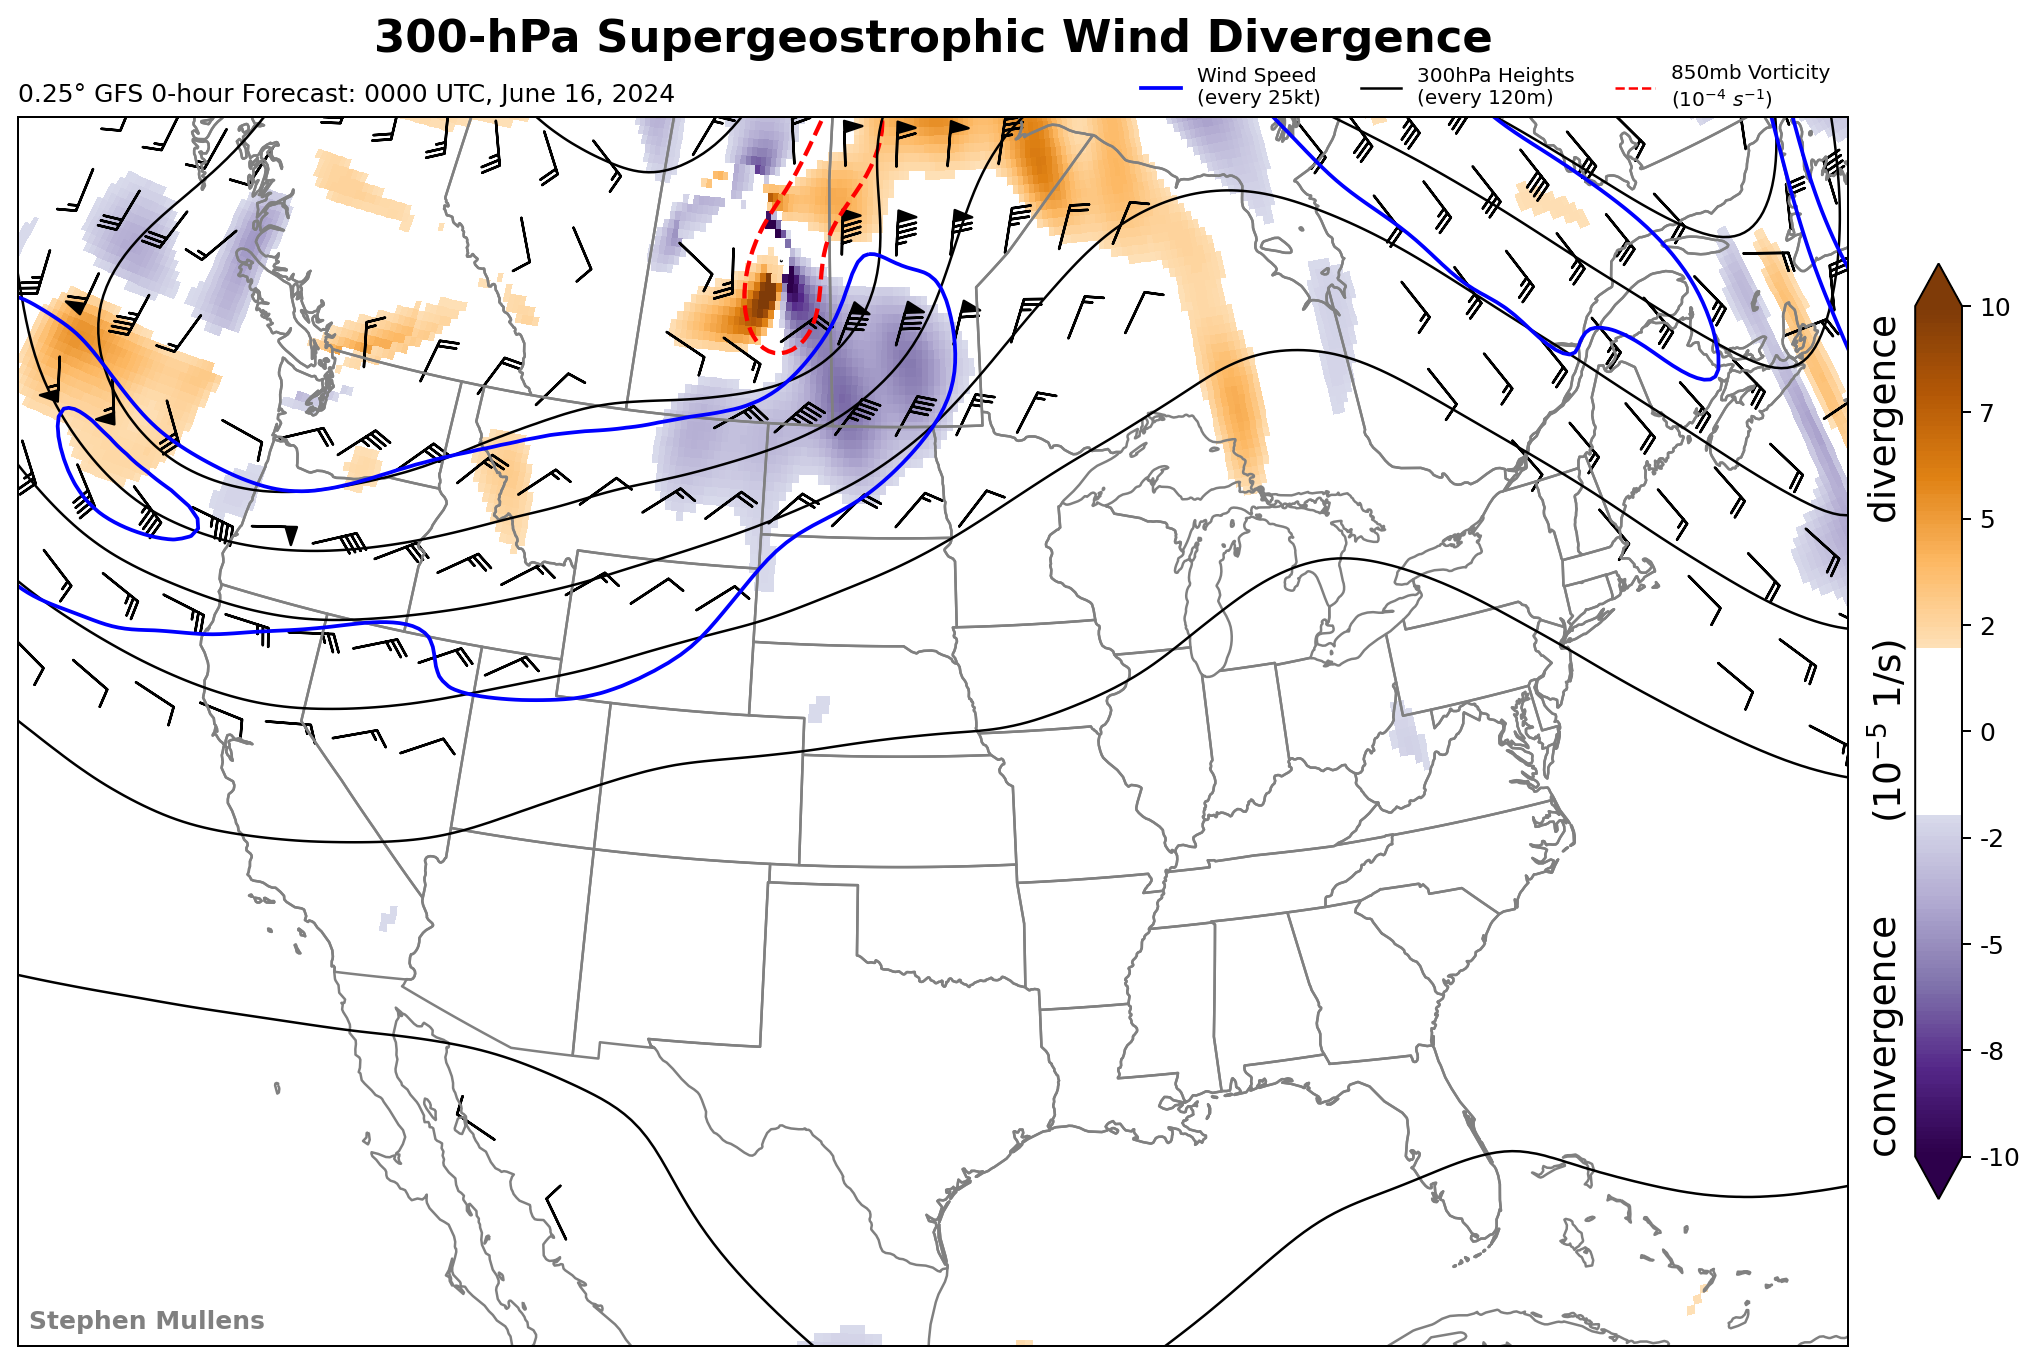 300-hPa Supergeostrophic Wind Divergence
0.25° GFS 0-hour Forecast: 0000 UTC, June 16, 2024
Wind Speed
(every 25kt)
300hPa Heights
(every 120m)
850mb Vorticity
(10⁻⁴ s⁻¹)
10
7
5
2
0
-2
-5
-8
-10
convergence (10⁻⁵ 1/s) divergence
Stephen Mullens